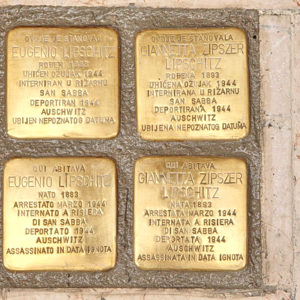 OVDJE JE STANOVAO
EUGENIO LIPSCHITZ
ROĐEN 1883
UHIĆEN OŽUJAK 1944
INTERNIRAN U RIŽARNU
SAN SABBA
DEPORTIRAN 1944
AUSCHWITZ
UBIJEN NEPOZNATOG DATUMA
OVDJE JE STANOVALA
GIANNETTA ZIPSZER
LIPSCHITZ
ROĐENA 1883
UHIĆENA OŽUJAK 1944
INTERNIRANA U RIŽARNU
SAN SABBA
DEPORTIRANA 1944
AUSCHWITZ
UBIJENA NEPOZNATOG DATUMA
QUI ABITAVA
EUGENIO LIPSCHITZ
NATO 1883
ARRESTATO MARZO 1944
INTERNATO A RISIERA
DI SAN SABBA
DEPORTATO 1944
AUSCHWITZ
ASSASSINATO IN DATA IGNOTA
QUI ABITAVA
GIANNETTA ZIPSZER
LIPSCHITZ
NATA 1883
ARRESTATA MARZO 1944
INTERNATA A RISIERA
DI SAN SABBA
DEPORTATA 1944
AUSCHWITZ
ASSASSINATA IN DATA IGNOTA